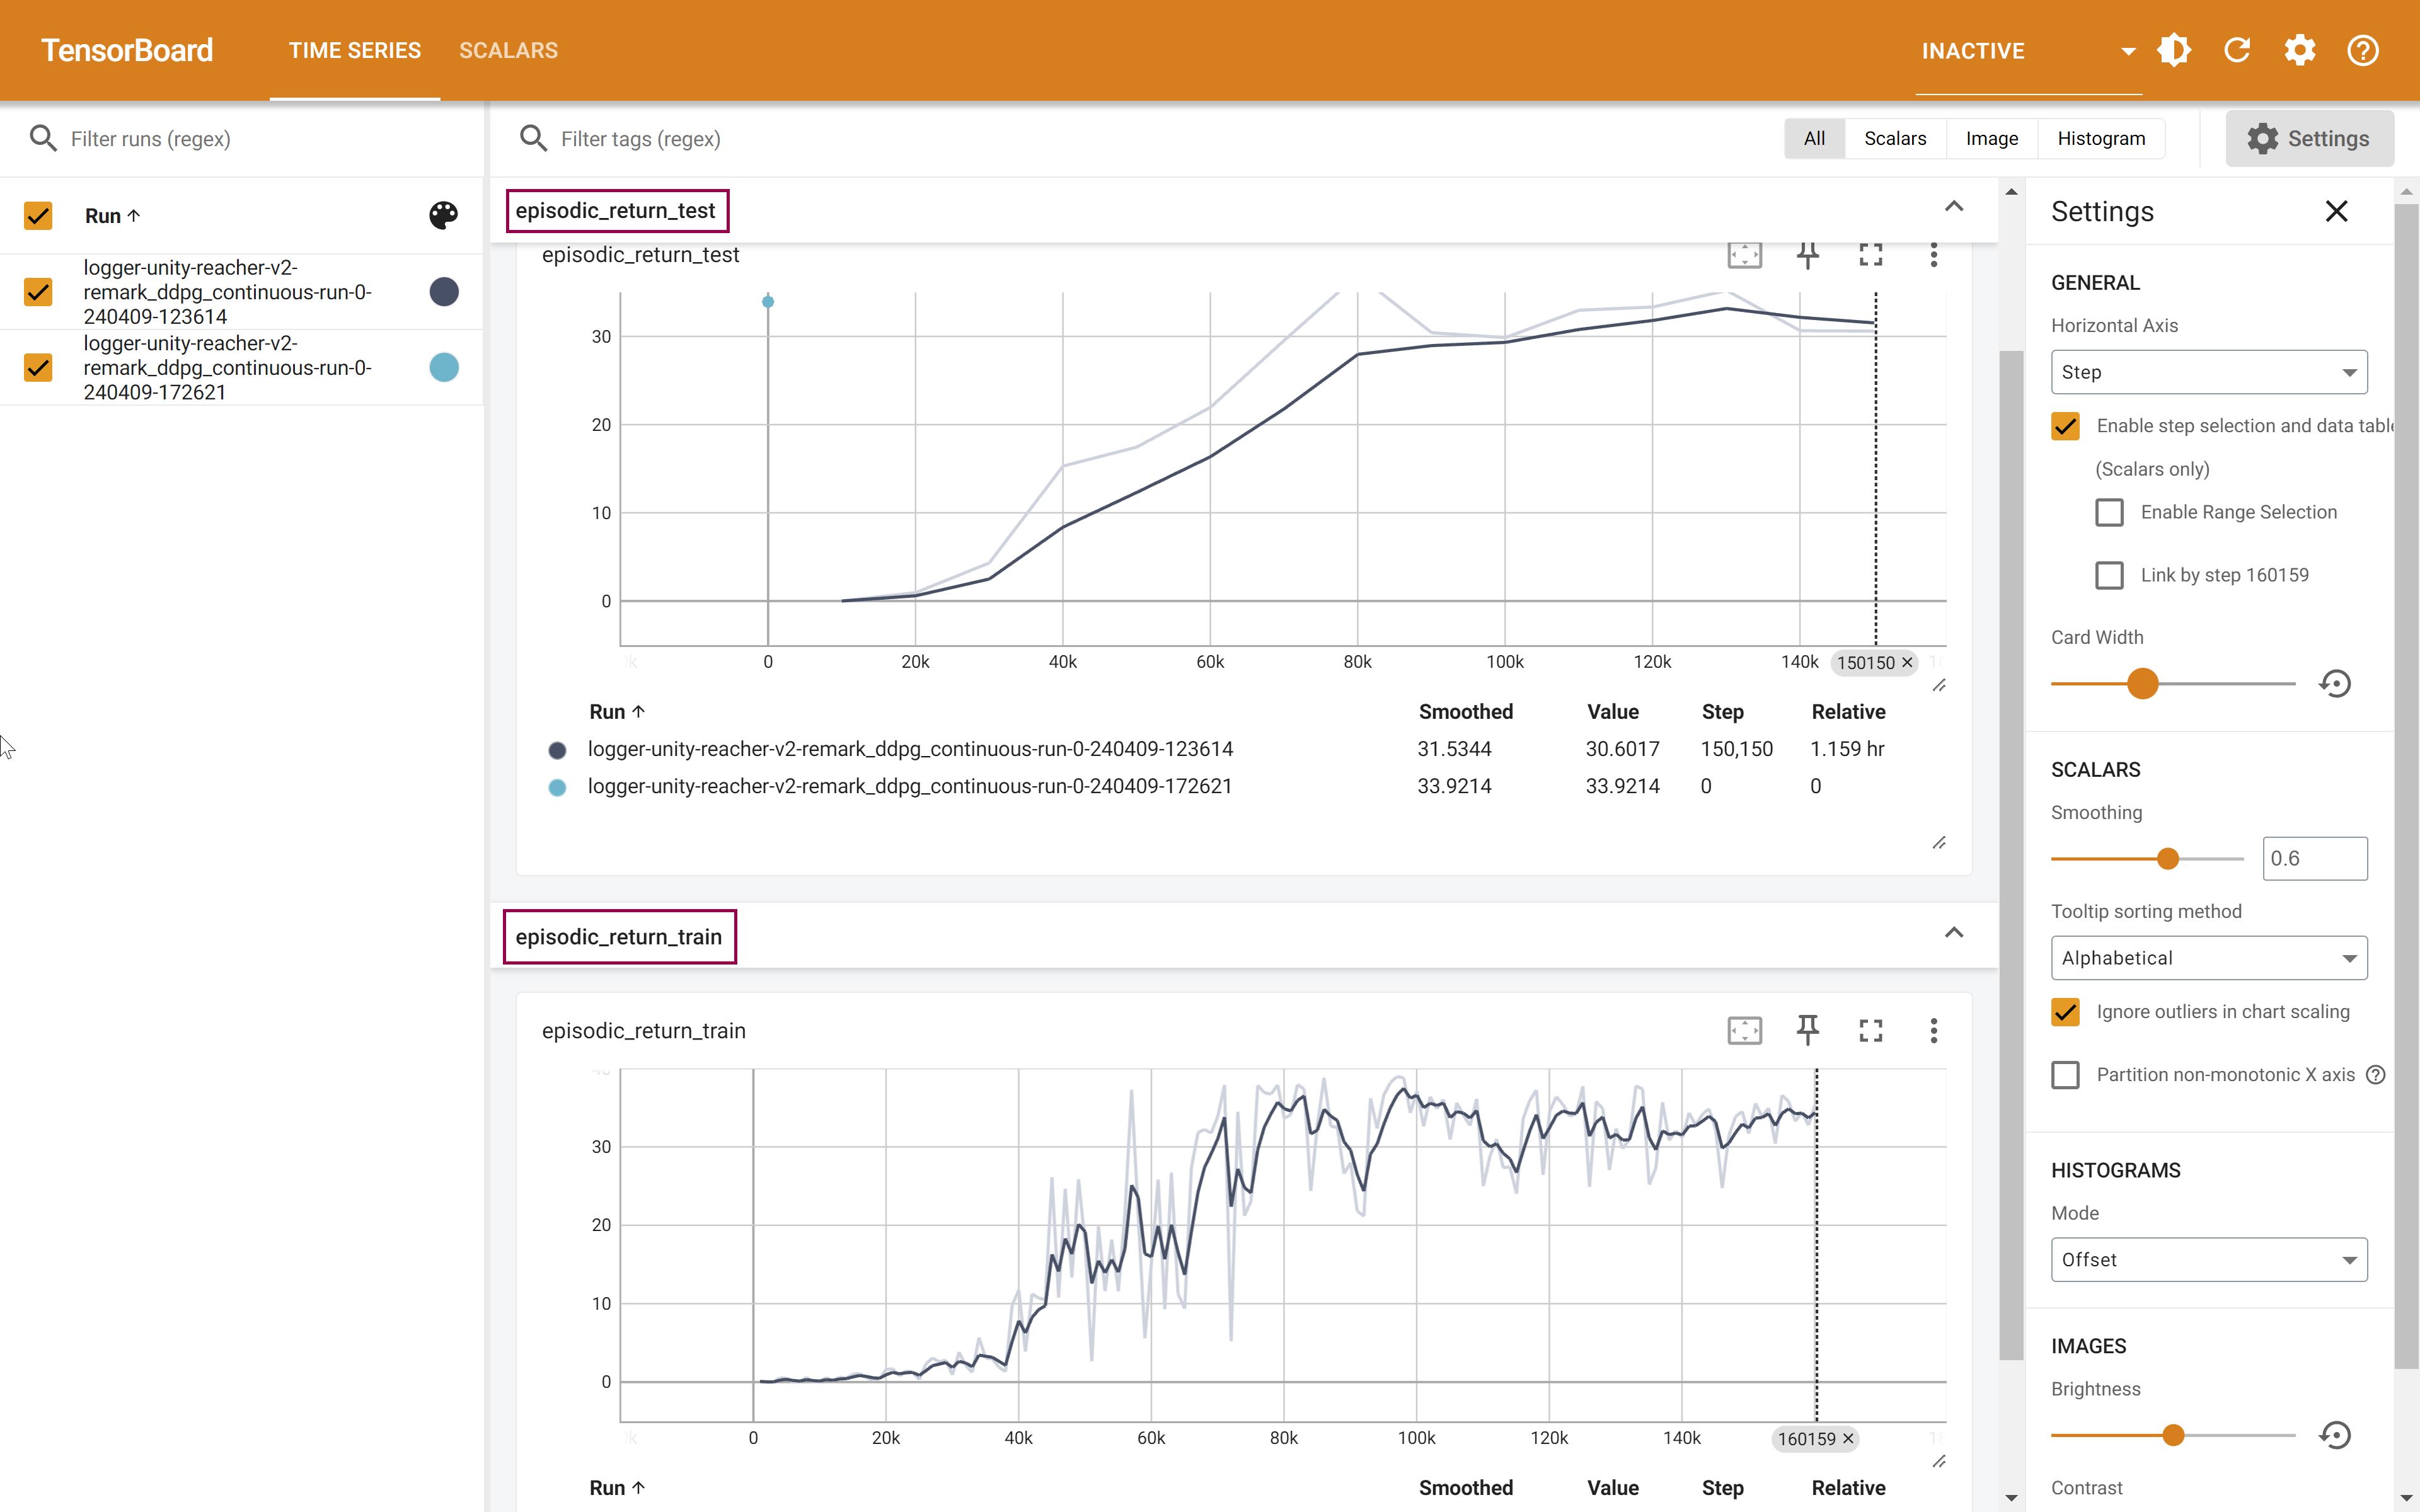 TensorBoard TIME SERIES SCALARS INACTIVE
Filter runs (regex)
Filter tags (regex)
All Scalars Image Histogram
Settings
Run
logger-unity-reacher-v2-
remark_ddpg_continuous-run-0-
240409-123614
logger-unity-reacher-v2-
remark_ddpg_continuous-run-0-
240409-172621
episodic_return_test
episodic_return_test
30
20
10
0
0 20k 40k 60k 80k 100k 120k 140k 150150 ×
Run Smoothed Value Step Relative
logger-unity-reacher-v2-remark_ddpg_continuous-run-0-240409-123614 31.5344 30.6017 150,150 1.159 hr
logger-unity-reacher-v2-remark_ddpg_continuous-run-0-240409-172621 33.9214 33.9214 0 0
episodic_return_train
episodic_return_train
30
20
10
0
0 20k 40k 60k 80k 100k 120k 140k 160159 ×
Run Smoothed Value Step Relative
Settings
GENERAL
Horizontal Axis
Step
Enable step selection and data table
(Scalars only)
Enable Range Selection
Link by step 160159
Card Width
SCALARS
Smoothing
0.6
Tooltip sorting method
Alphabetical
Ignore outliers in chart scaling
Partition non-monotonic X axis
HISTOGRAMS
Mode
Offset
IMAGES
Brightness
Contrast